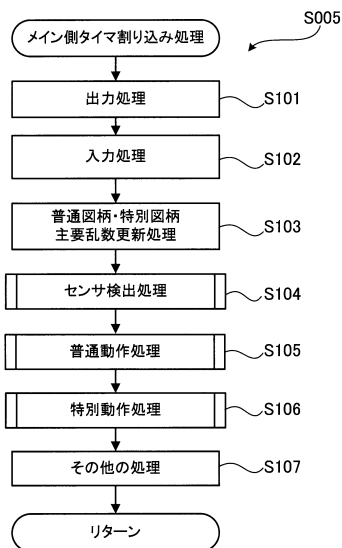 メイン側タイマ割り込み処理
S005
出力処理
S101
入力処理
S102
普通図柄・特別図柄
主要乱数更新処理
S103
センサ検出処理
S104
普通動作処理
S105
特別動作処理
S106
その他の処理
S107
リターン